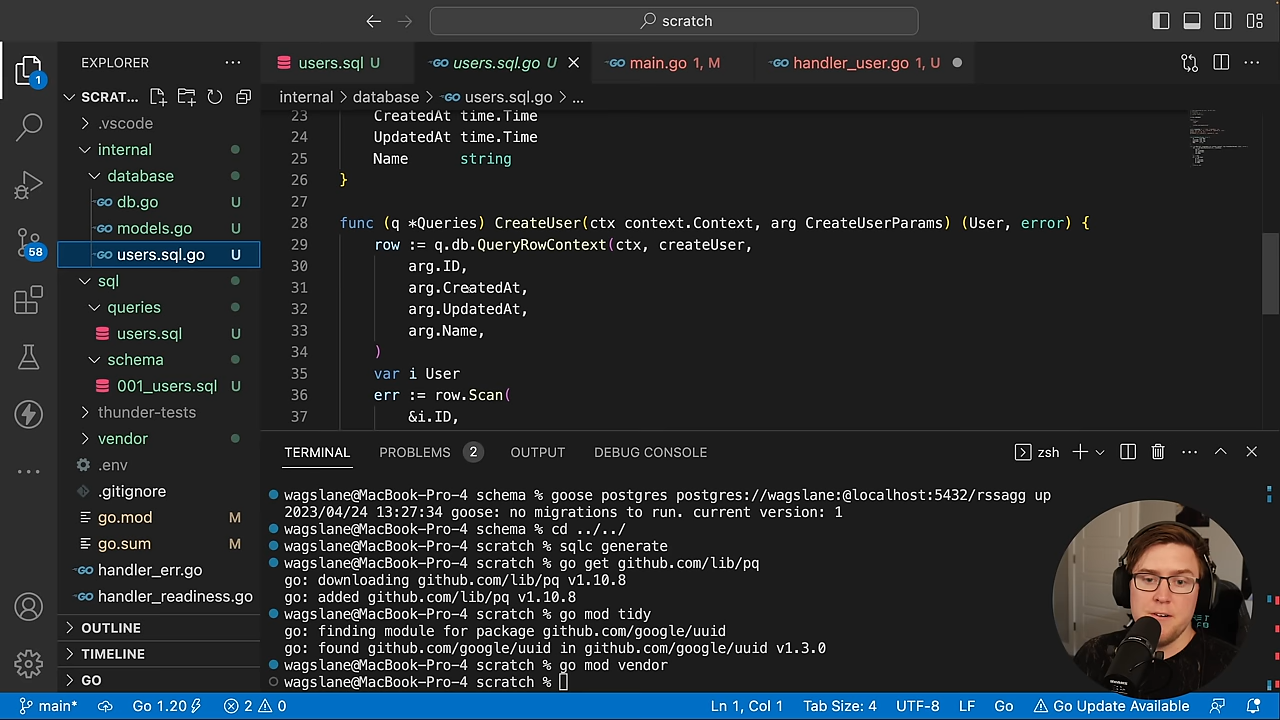 scratch
EXPLORER
users.sql U
users.sql.go U
main.go 1, M
handler_user.go 1, U
1
SCRAT...
internal > database > users.sql.go > ...
.vscode
internal
database
db.go U
models.go U
users.sql.go U
58
sql
queries
users.sql U
schema
001_users.sql U
thunder-tests
vendor
.env
.gitignore
go.mod M
go.sum M
handler_err.go
handler_readiness.go
OUTLINE
TIMELINE
GO
23 CreatedAt time.Time
24 UpdatedAt time.Time
25 Name string
26 }
27
28 func (q *Queries) CreateUser(ctx context.Context, arg CreateUserParams) (User, error) {
29 row := q.db.QueryRowContext(ctx, createUser,
30 arg.ID,
31 arg.CreatedAt,
32 arg.UpdatedAt,
33 arg.Name,
34 )
35 var i User
36 err := row.Scan(
37 &i.ID,
TERMINAL PROBLEMS 2 OUTPUT DEBUG CONSOLE zsh
wagslane@MacBook-Pro-4 schema % goose postgres postgres://wagslane:@localhost:5432/rssagg up
2023/04/24 13:27:34 goose: no migrations to run. current version: 1
wagslane@MacBook-Pro-4 schema % cd ../../
wagslane@MacBook-Pro-4 scratch % sqlc generate
wagslane@MacBook-Pro-4 scratch % go get github.com/lib/pq
go: downloading github.com/lib/pq v1.10.8
go: added github.com/lib/pq v1.10.8
wagslane@MacBook-Pro-4 scratch % go mod tidy
go: finding module for package github.com/google/uuid
go: found github.com/google/uuid in github.com/google/uuid v1.3.0
wagslane@MacBook-Pro-4 scratch % go mod vendor
wagslane@MacBook-Pro-4 scratch %
main* Go 1.20 2 0 Ln 1, Col 1 Tab Size: 4 UTF-8 LF Go Go Update Available